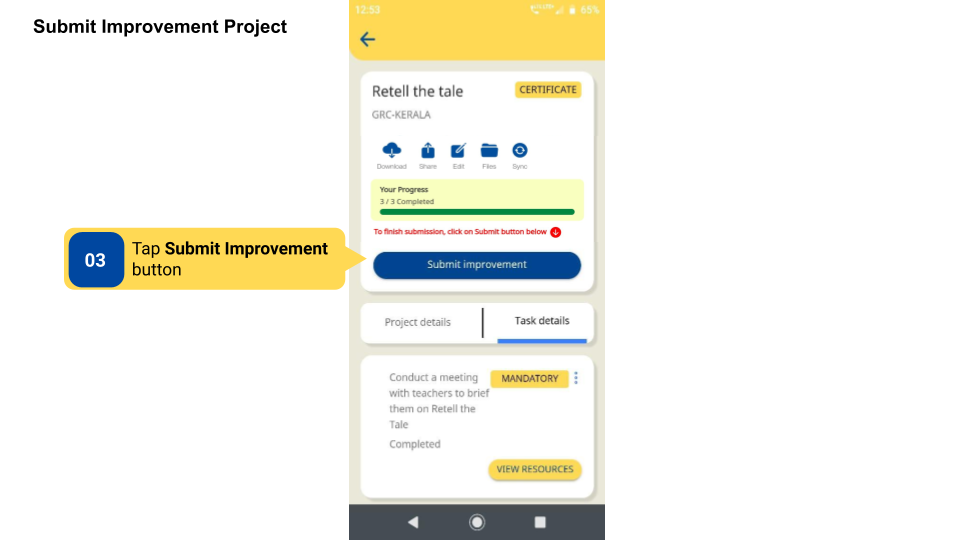 Submit Improvement Project
12:53
65%
Retell the tale
CERTIFICATE
GRC-KERALA
Download
Share
Edit
Files
Sync
Your Progress
3 / 3 Completed
To finish submission, click on Submit button below
Submit improvement
03
Tap Submit Improvement
button
Project details
Task details
Conduct a meeting
with teachers to brief
them on Retell the
Tale
MANDATORY
Completed
VIEW RESOURCES